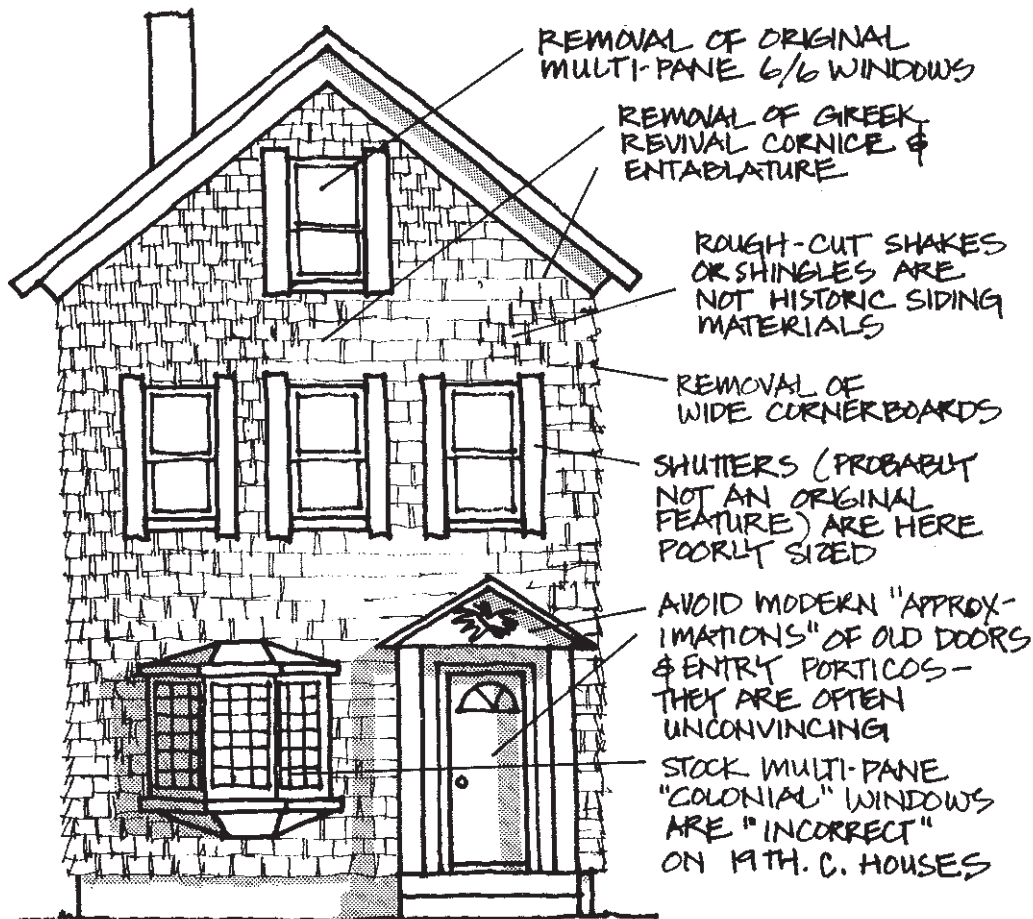 REMOVAL OF ORIGINAL
MULTI-PANE 6/6 WINDOWS
REMOVAL OF GREEK
REVIVAL CORNICE &
ENTABLATURE
ROUGH-CUT SHAKES
OR SHINGLES ARE
NOT HISTORIC SIDING
MATERIALS
REMOVAL OF
WIDE CORNERBOARDS
SHUTTERS (PROBABLY
NOT AN ORIGINAL
FEATURE) ARE HERE
POORLY SIZED
AVOID MODERN "APPROX-
IMATIONS" OF OLD DOORS
& ENTRY PORTICOS—
THEY ARE OFTEN
UNCONVINCING
STOCK MULTI-PANE
"COLONIAL" WINDOWS
ARE "INCORRECT"
ON 19TH. C. HOUSES